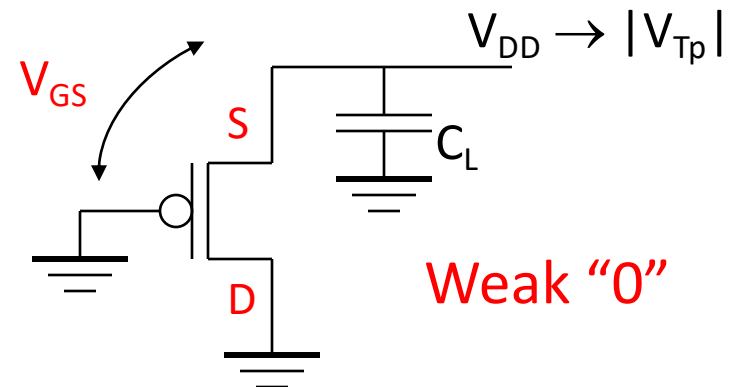 V_DD → |V_Tp|
V_GS
S
C_L
D
Weak “0”